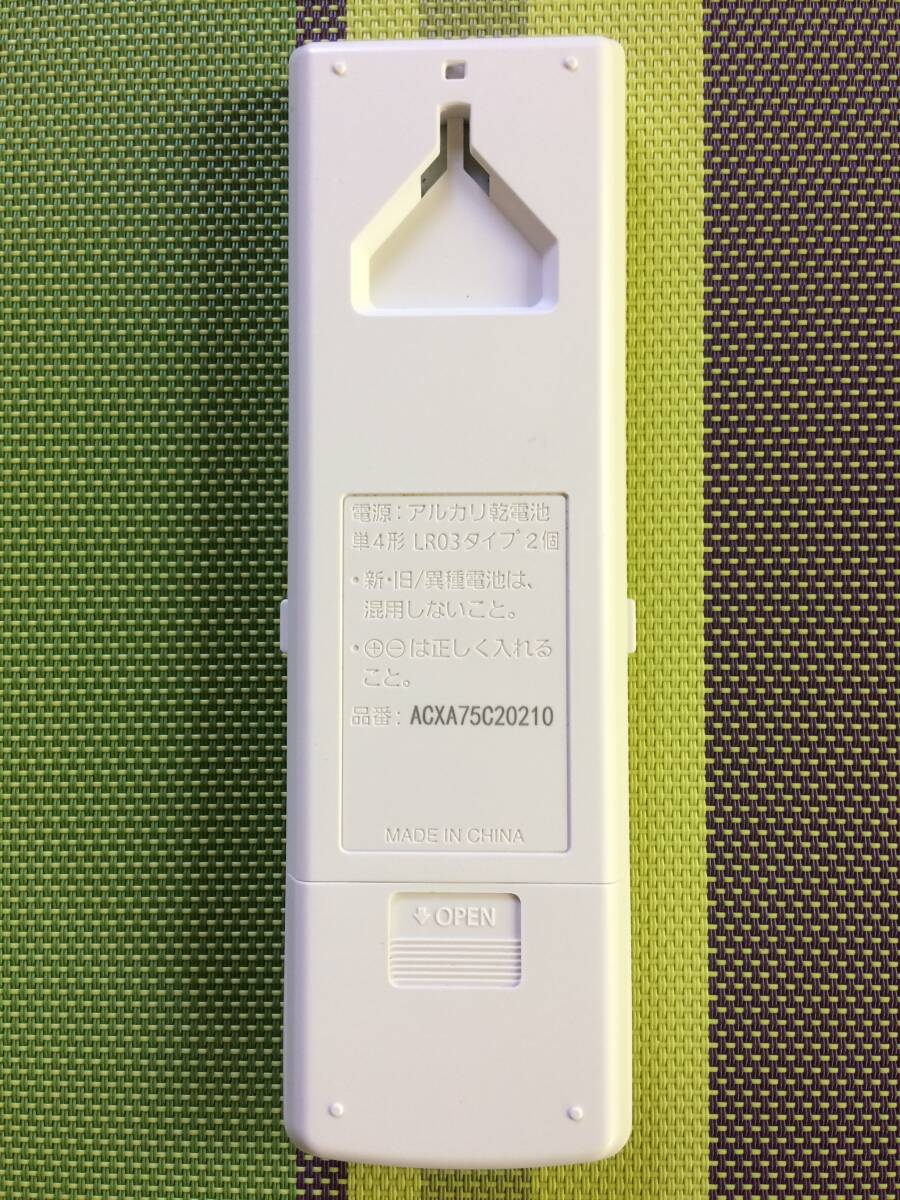 電源：アルカリ乾電池
単4形 LR03タイプ 2個
・新・旧/異種電池は、
混用しないこと。
・⊕⊖は正しく入れる
こと。
品番：ACXA75C20210
MADE IN CHINA
OPEN